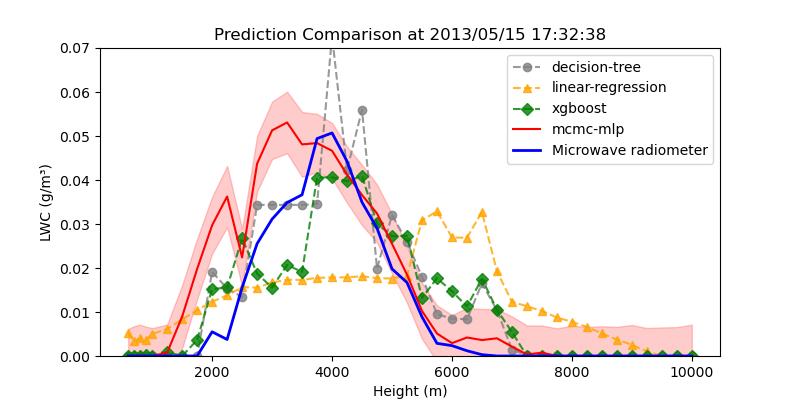 Prediction Comparison at 2013/05/15 17:32:38
0.07
0.06
0.05
0.04
0.03
0.02
0.01
0.00
LWC (g/m³)
decision-tree
linear-regression
xgboost
mcmc-mlp
Microwave radiometer
2000 4000 6000 8000 10000
Height (m)